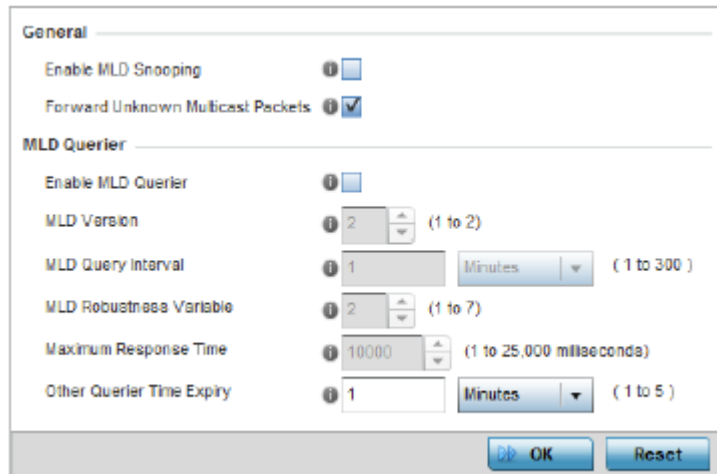 General
Enable MLD Snooping
Forward Unknown Multicast Packets
MLD Querier
Enable MLD Querier
MLD Version 2 (1 to 2)
MLD Query Interval 1 Minutes ( 1 to 300 )
MLD Robustness Variable 2 (1 to 7)
Maximum Response Time 10000 (1 to 25,000 milliseconds)
Other Querier Time Expiry 1 Minutes ( 1 to 5 )
OK Reset